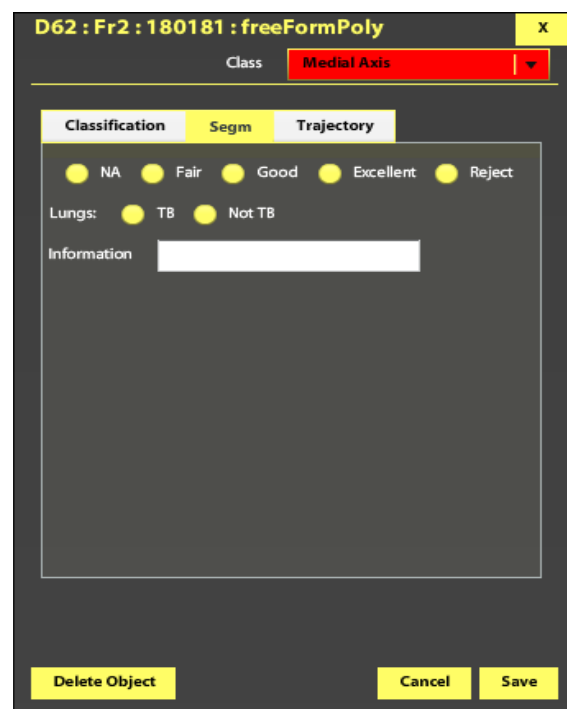 D62 : Fr2 : 180181 : freeFormPoly x
Class Medial Axis
Classification Segm Trajectory
NA Fair Good Excellent Reject
Lungs: TB Not TB
Information
Delete Object Cancel Save